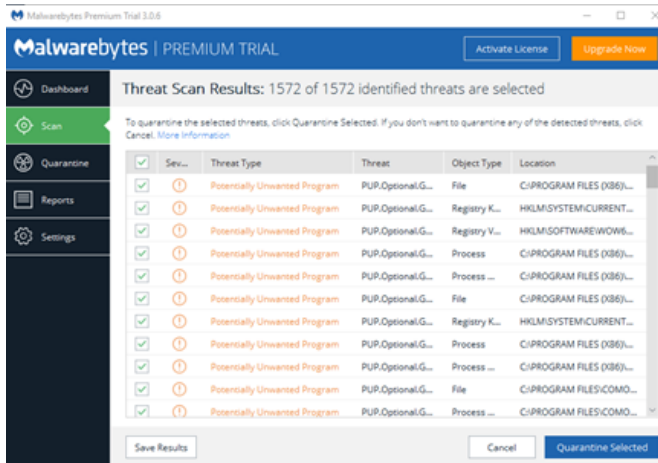 Malwarebytes Premium Trial 3.0.6
Malwarebytes | PREMIUM TRIAL
Activate License
Upgrade Now
Dashboard
Scan
Quarantine
Reports
Settings
Threat Scan Results: 1572 of 1572 identified threats are selected
To quarantine the selected threats, click Quarantine Selected. If you don't want to quarantine any of the detected threats, click
Cancel. More Information
Sev... Threat Type Threat Object Type Location
Potentially Unwanted Program PUP.Optional.G... File C:\PROGRAM FILES (X86)\...
Potentially Unwanted Program PUP.Optional.G... Registry K... HKLM\SYSTEM\CURRENT...
Potentially Unwanted Program PUP.Optional.G... Registry V... HKLM\SOFTWARE\WOW6...
Potentially Unwanted Program PUP.Optional.G... Process C:\PROGRAM FILES (X86)\...
Potentially Unwanted Program PUP.Optional.G... Process ... C:\PROGRAM FILES (X86)\...
Potentially Unwanted Program PUP.Optional.G... File C:\PROGRAM FILES (X86)\...
Potentially Unwanted Program PUP.Optional.G... Registry K... HKLM\SYSTEM\CURRENT...
Potentially Unwanted Program PUP.Optional.G... Process C:\PROGRAM FILES (X86)\...
Potentially Unwanted Program PUP.Optional.G... Process ... C:\PROGRAM FILES (X86)\...
Potentially Unwanted Program PUP.Optional.G... File C:\PROGRAM FILES\COMO...
Potentially Unwanted Program PUP.Optional.G... Process ... C:\PROGRAM FILES\COMO...
Save Results
Cancel
Quarantine Selected